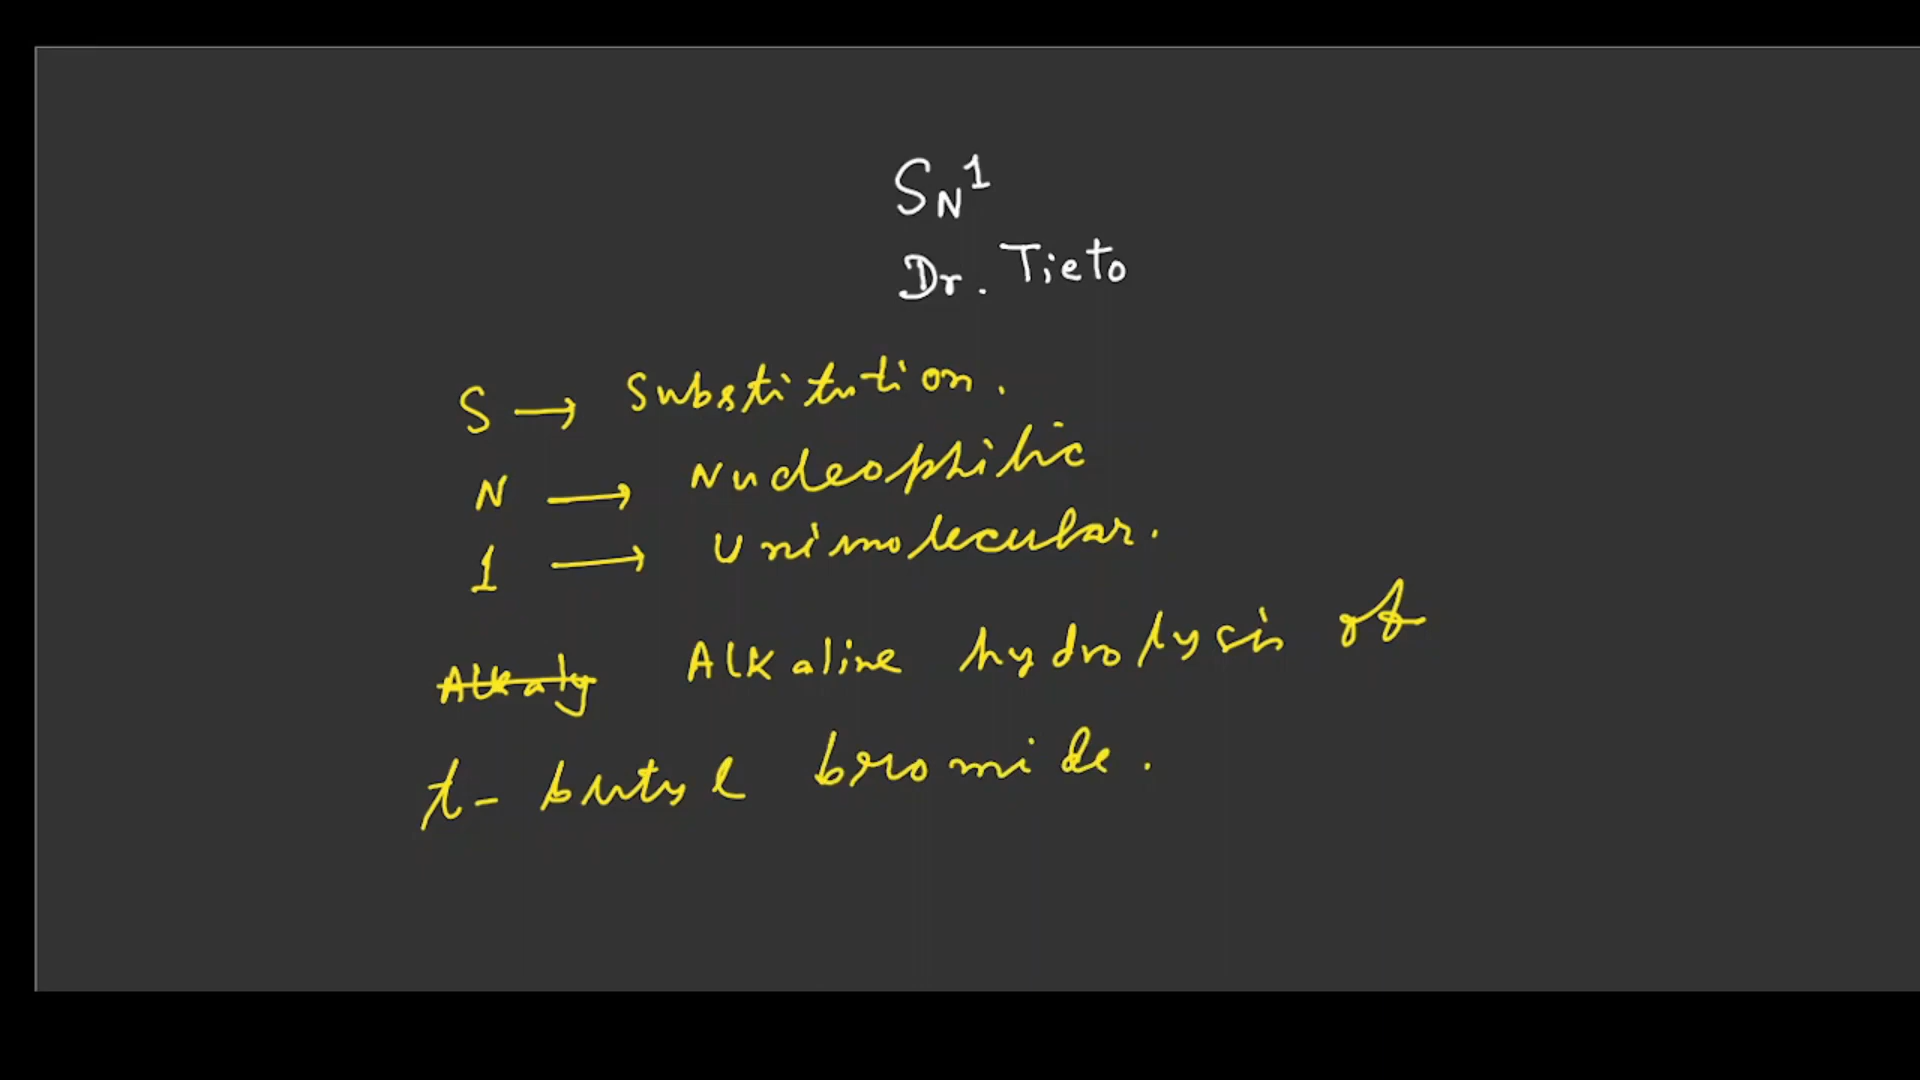 SN1
Dr. Tieto
S → Substitution.
N → Nucleophilic
1 → Unimolecular.
Alkaly Alkaline hydrolysis of
t- butyl bromide.